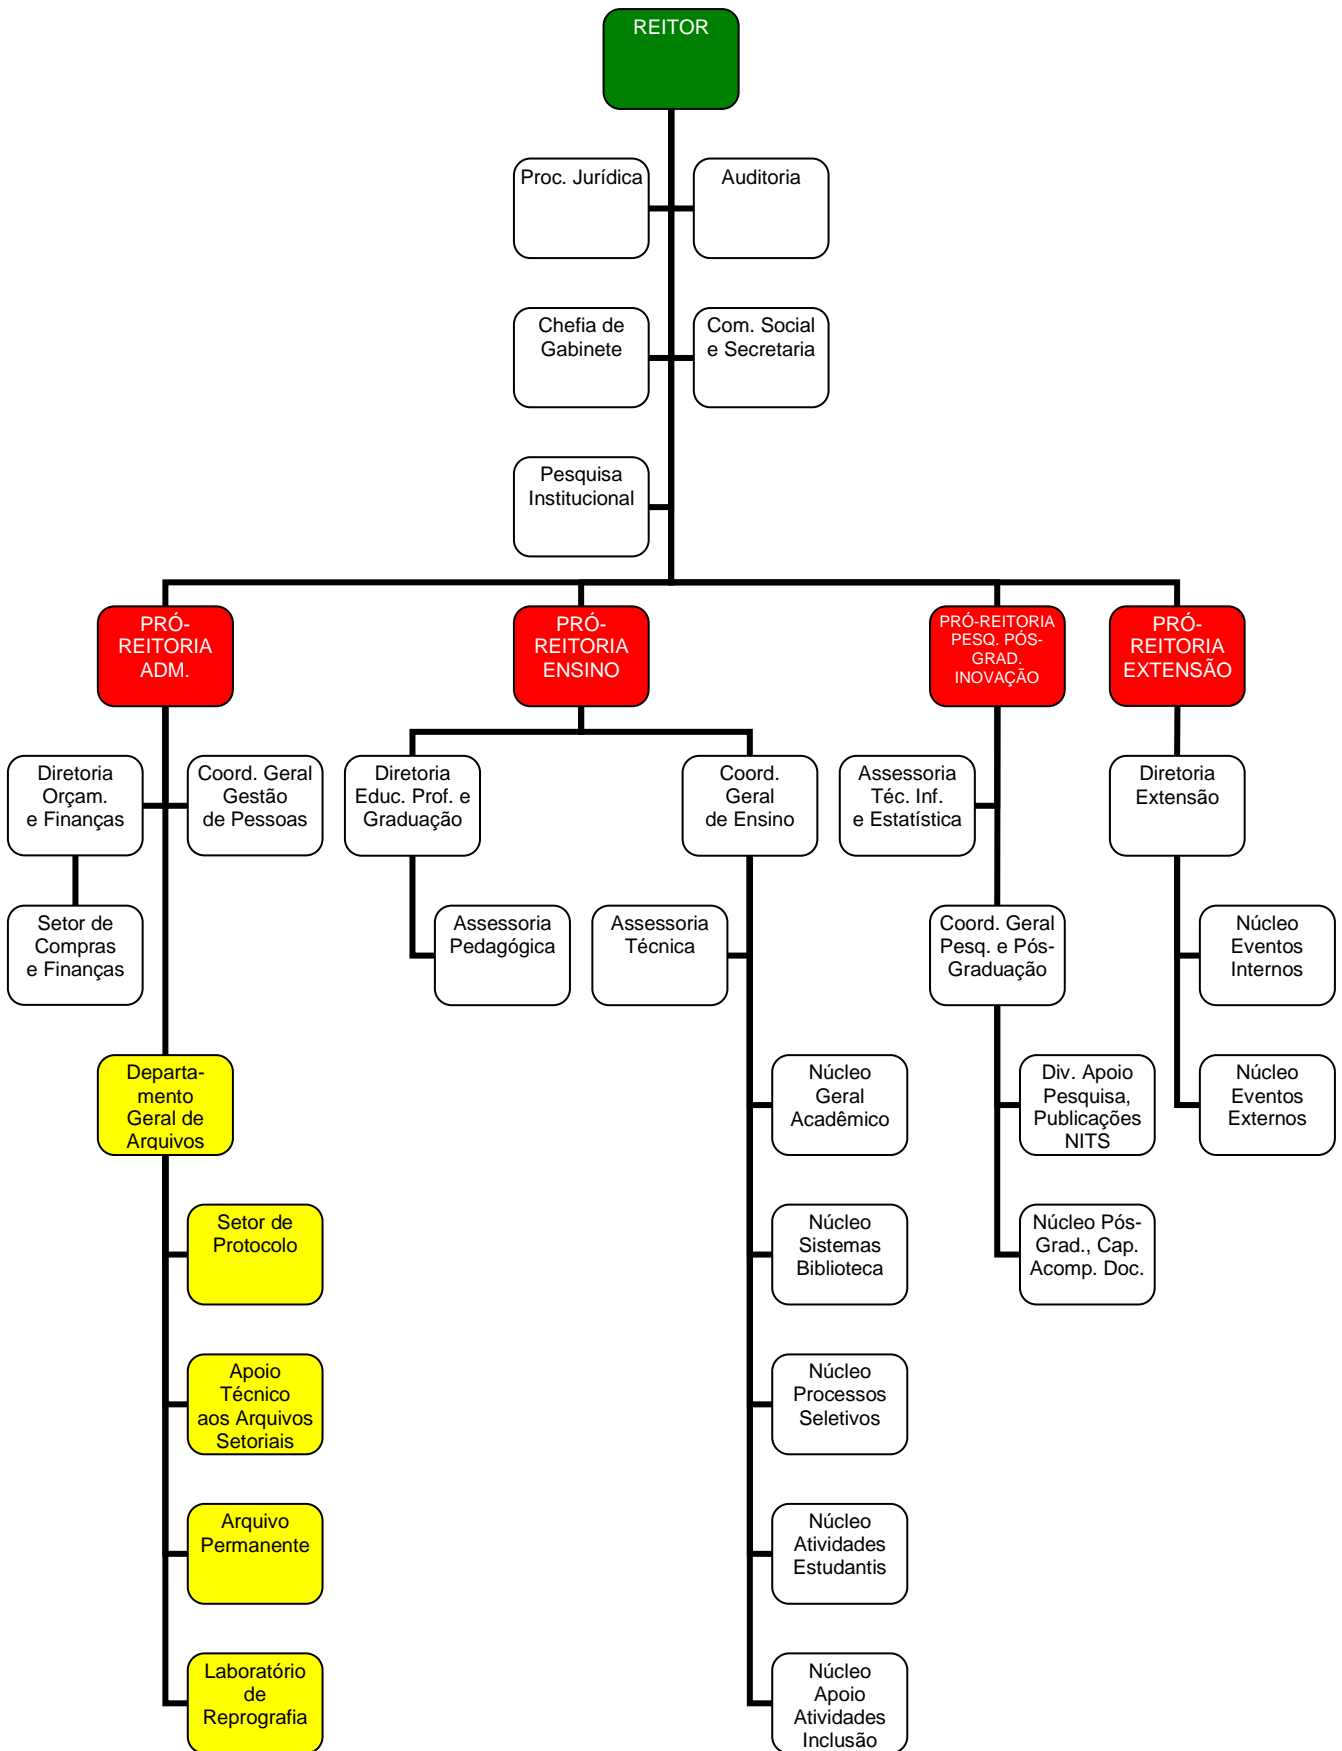 REITOR
Proc. Jurídica
Auditoria
Chefia de
Gabinete
Com. Social
e Secretaria
Pesquisa
Institucional
PRÓ-
REITORIA
ADM.
PRÓ-
REITORIA
ENSINO
PRÓ-REITORIA
PESQ. PÓS-
GRAD.
INOVAÇÃO
PRÓ-
REITORIA
EXTENSÃO
Diretoria
Orçam.
e Finanças
Coord. Geral
Gestão
de Pessoas
Diretoria
Educ. Prof. e
Graduação
Coord.
Geral
de Ensino
Assessoria
Téc. Inf.
e Estatística
Diretoria
Extensão
Setor de
Compras
e Finanças
Assessoria
Pedagógica
Assessoria
Técnica
Coord. Geral
Pesq. e Pós-
Graduação
Núcleo
Eventos
Internos
Departa-
mento
Geral de
Arquivos
Núcleo
Geral
Acadêmico
Div. Apoio
Pesquisa,
Publicações
NITS
Núcleo
Eventos
Externos
Setor de
Protocolo
Núcleo
Sistemas
Biblioteca
Núcleo Pós-
Grad., Cap.
Acomp. Doc.
Apoio
Técnico
aos Arquivos
Setoriais
Núcleo
Processos
Seletivos
Arquivo
Permanente
Núcleo
Atividades
Estudantis
Laboratório
de
Reprografia
Núcleo
Apoio
Atividades
Inclusão